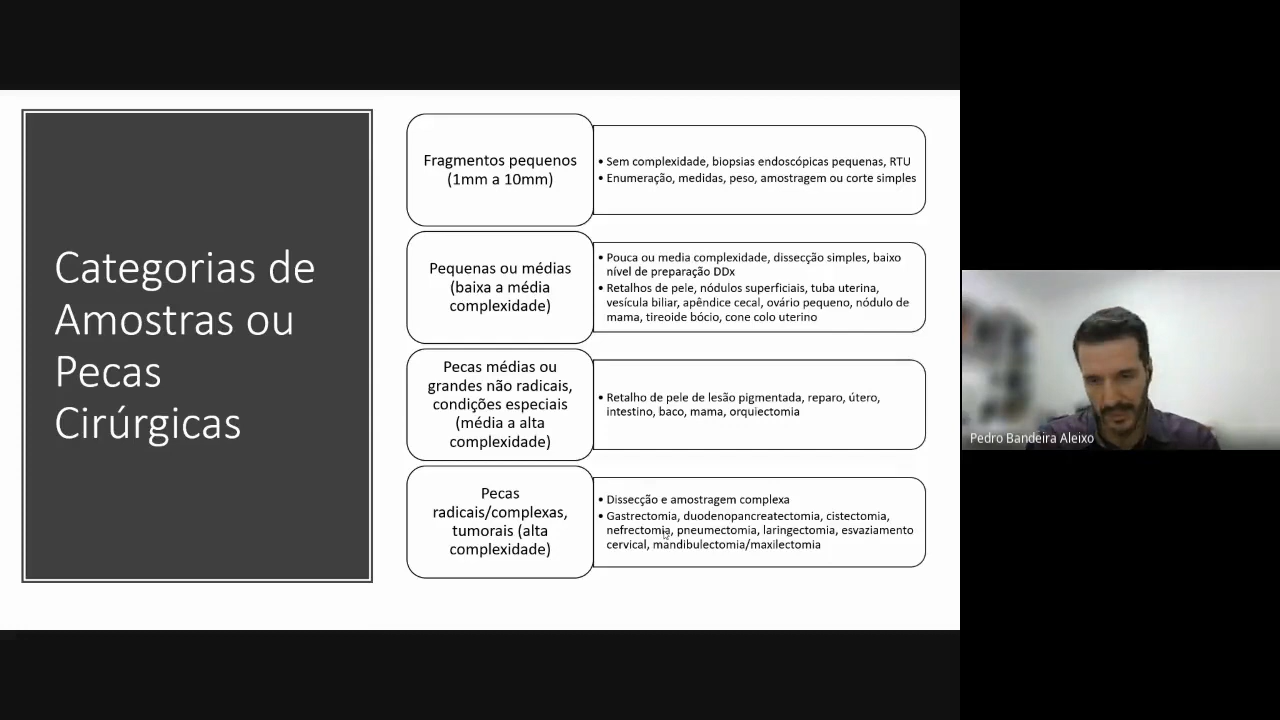 Categorias de
Amostras ou
Pecas
Cirúrgicas
Fragmentos pequenos
(1mm a 10mm)
• Sem complexidade, biopsias endoscópicas pequenas, RTU
• Enumeração, medidas, peso, amostragem ou corte simples
Pequenas ou médias
(baixa a média
complexidade)
• Pouca ou media complexidade, dissecção simples, baixo
nível de preparação DDx
• Retalhos de pele, nódulos superficiais, tuba uterina,
vesícula biliar, apêndice cecal, ovário pequeno, nódulo de
mama, tireoide bócio, cone colo uterino
Pecas médias ou
grandes não radicais,
condições especiais
(média a alta
complexidade)
• Retalho de pele de lesão pigmentada, reparo, útero,
intestino, baco, mama, orquiectomia
Pecas
radicais/complexas,
tumorais (alta
complexidade)
• Dissecção e amostragem complexa
• Gastrectomia, duodenopancreatectomia, cistectomia,
nefrectomia, pneumectomia, laringectomia, esvaziamento
cervical, mandibulectomia/maxilectomia
Pedro Bandeira Aleixo